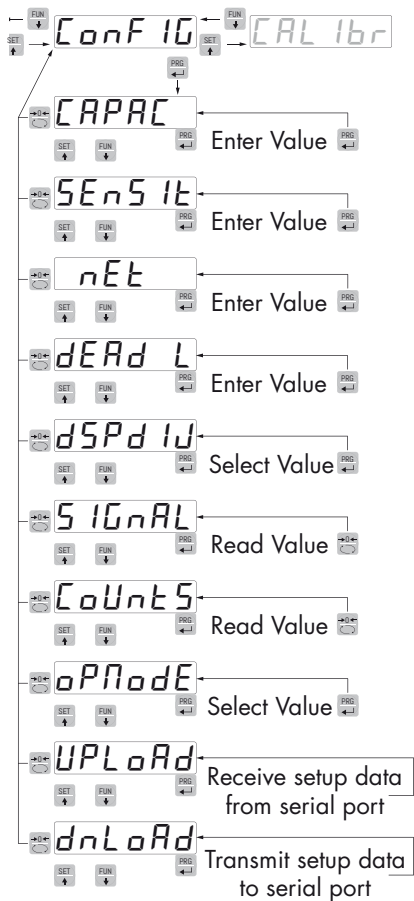 FUN
SET
ConFIG
FUN
SET
CALIbr
PRG
CAPAC
SET FUN PRG
Enter Value PRG
SEnSIt
SET FUN PRG
Enter Value PRG
nEt
SET FUN PRG
Enter Value PRG
dEAd L
SET FUN PRG
Enter Value PRG
dSPdIU
SET FUN PRG
Select Value PRG
SIGnAL
SET FUN PRG
Read Value →0←
CoUntS
SET FUN PRG
Read Value →0←
oPModE
SET FUN PRG
Select Value PRG
UPLoAd
SET FUN PRG
Receive setup data
from serial port
dnLoAd
SET FUN PRG
Transmit setup data
to serial port